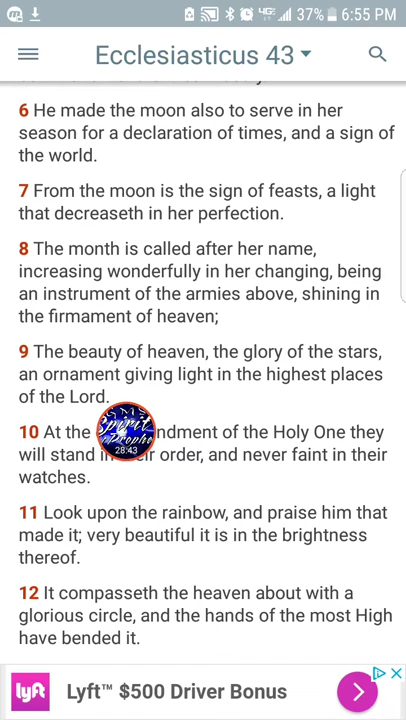 37% 6:55 PM
Ecclesiasticus 43
6 He made the moon also to serve in her
season for a declaration of times, and a sign of
the world.
7 From the moon is the sign of feasts, a light
that decreaseth in her perfection.
8 The month is called after her name,
increasing wonderfully in her changing, being
an instrument of the armies above, shining in
the firmament of heaven;
9 The beauty of heaven, the glory of the stars,
an ornament giving light in the highest places
of the Lord.
10 At the ndment of the Holy One they
will stand in their order, and never faint in their
watches.
Spirit
28:43
11 Look upon the rainbow, and praise him that
made it; very beautiful it is in the brightness
thereof.
12 It compasseth the heaven about with a
glorious circle, and the hands of the most High
have bended it.
lyft Lyft™ $500 Driver Bonus